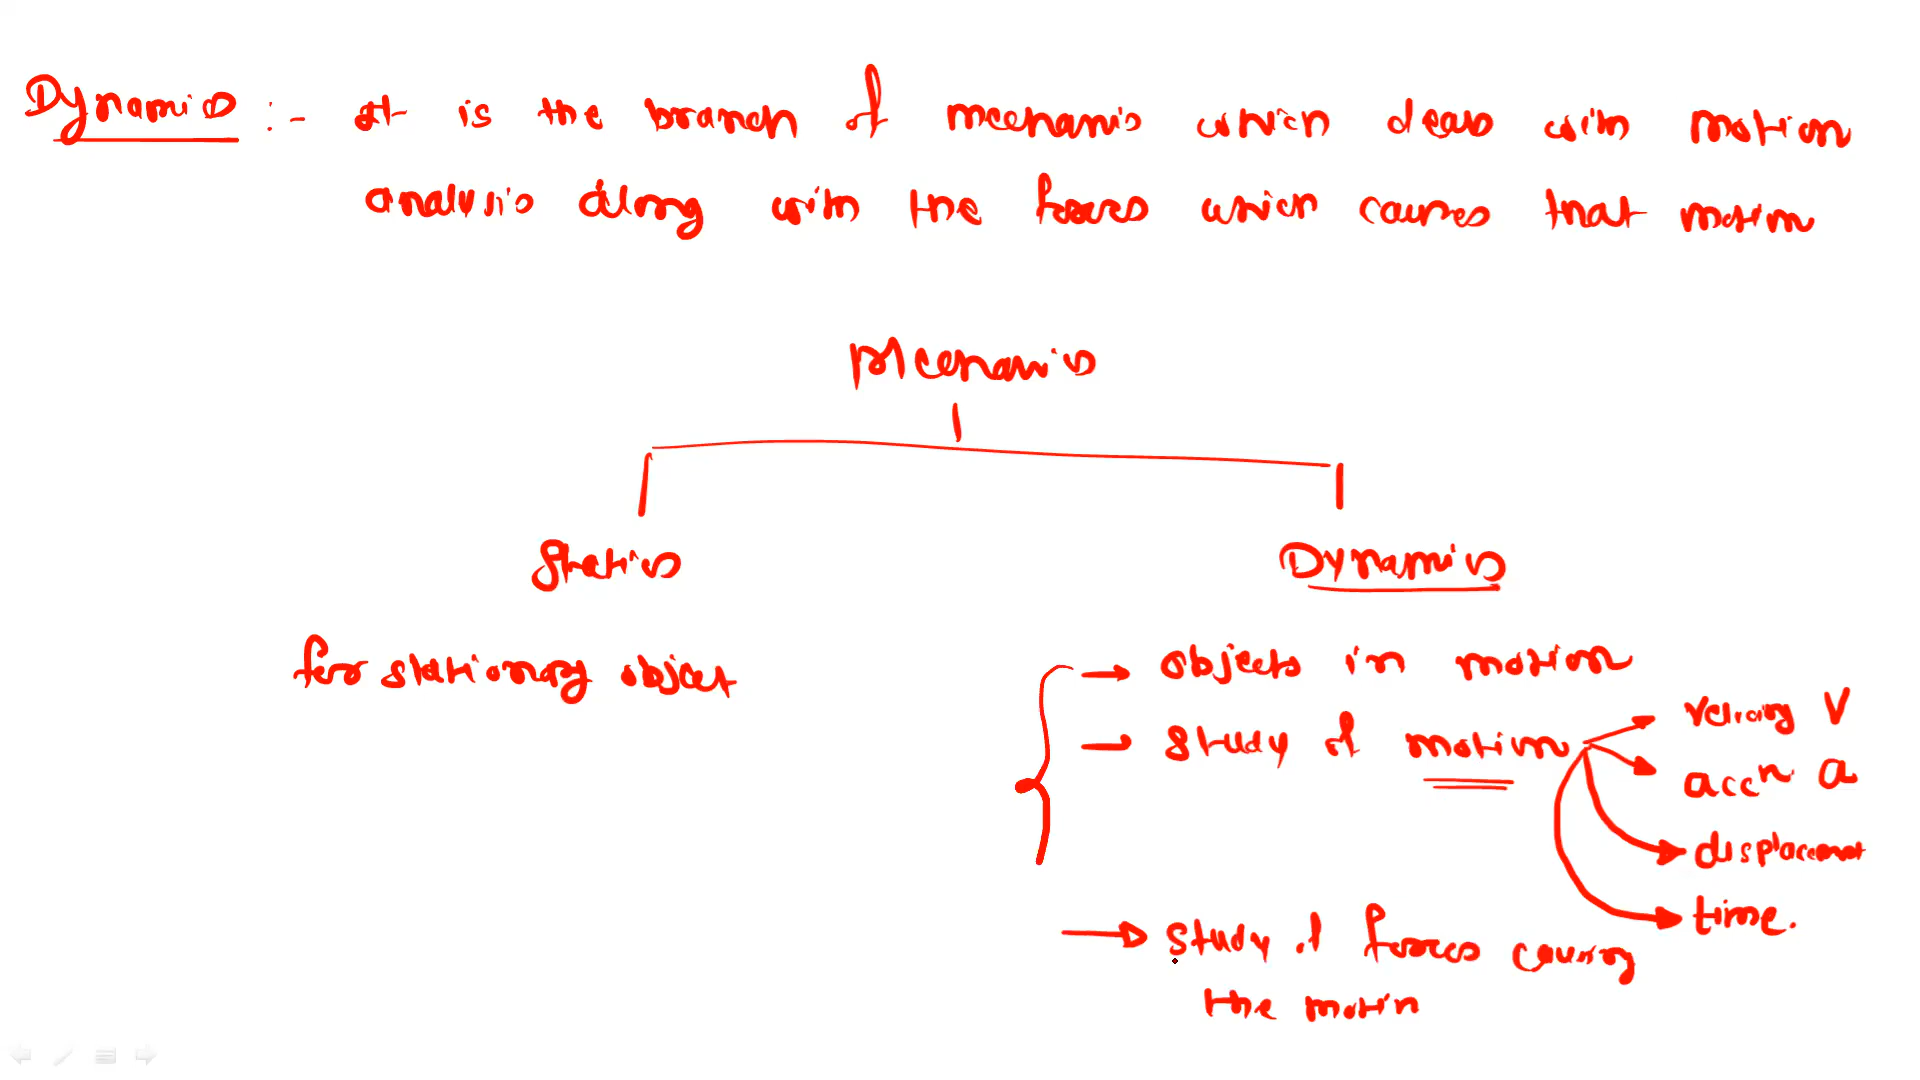 Dynamics :- It is the branch of mechanics which deals with motion
analysis along with the forces which causes that motion
Mechanics
Statics
Dynamics
for stationary object
→ objects in motion
→ study of motion
velocity V
accn a
displacement
time.
→ study of forces causing
the motion